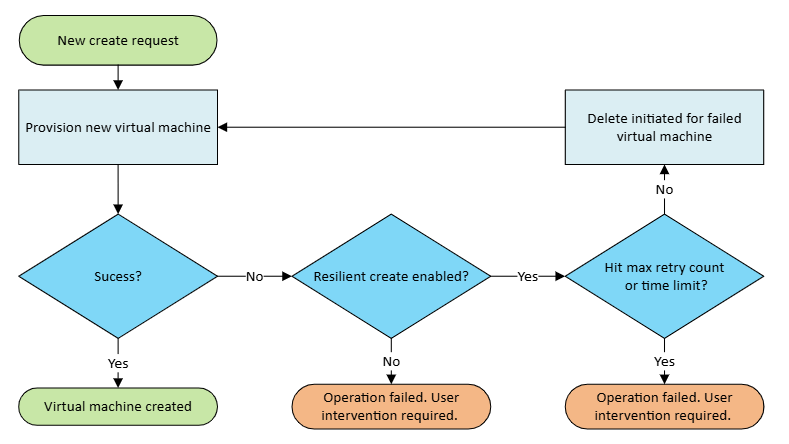 New create request
Provision new virtual machine
Delete initiated for failed
virtual machine
No
Sucess?
No
Resilient create enabled?
Yes
Hit max retry count
or time limit?
Yes
No
Yes
Virtual machine created
Operation failed. User
intervention required.
Operation failed. User
intervention required.